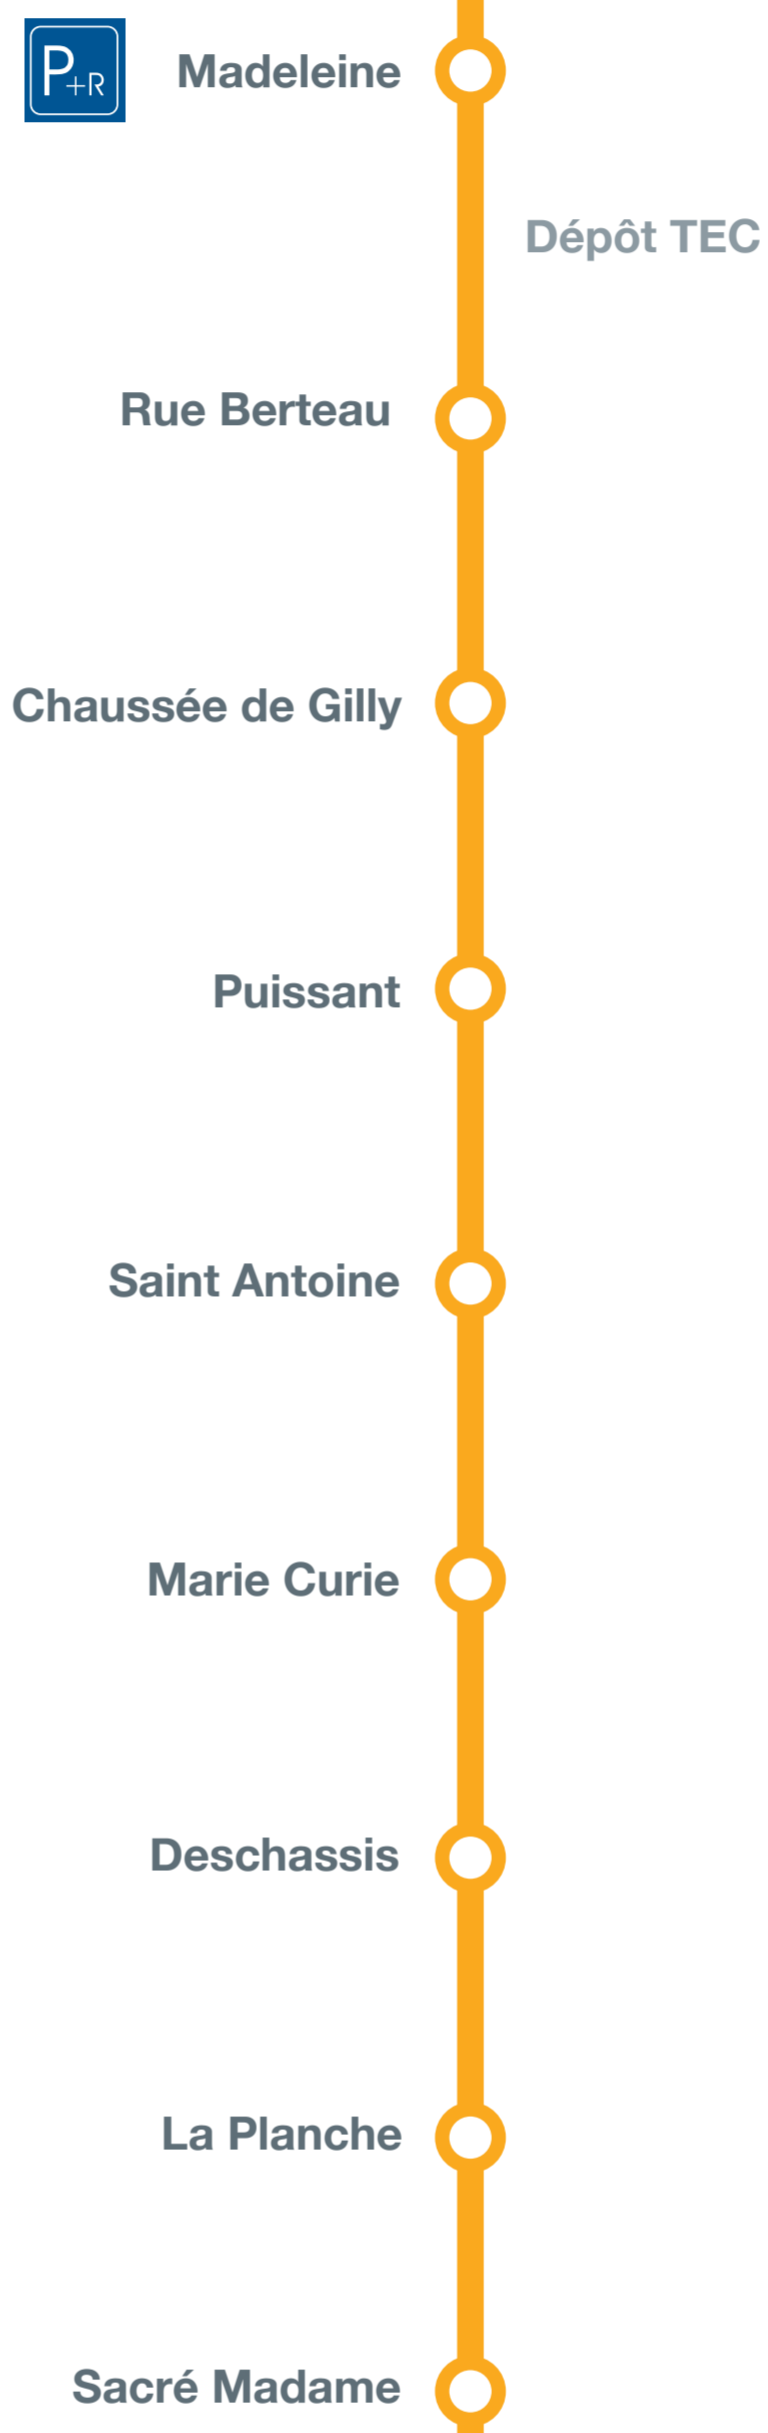 P+R
Madeleine
Dépôt TEC
Rue Berteau
Chaussée de Gilly
Puissant
Saint Antoine
Marie Curie
Deschassis
La Planche
Sacré Madame